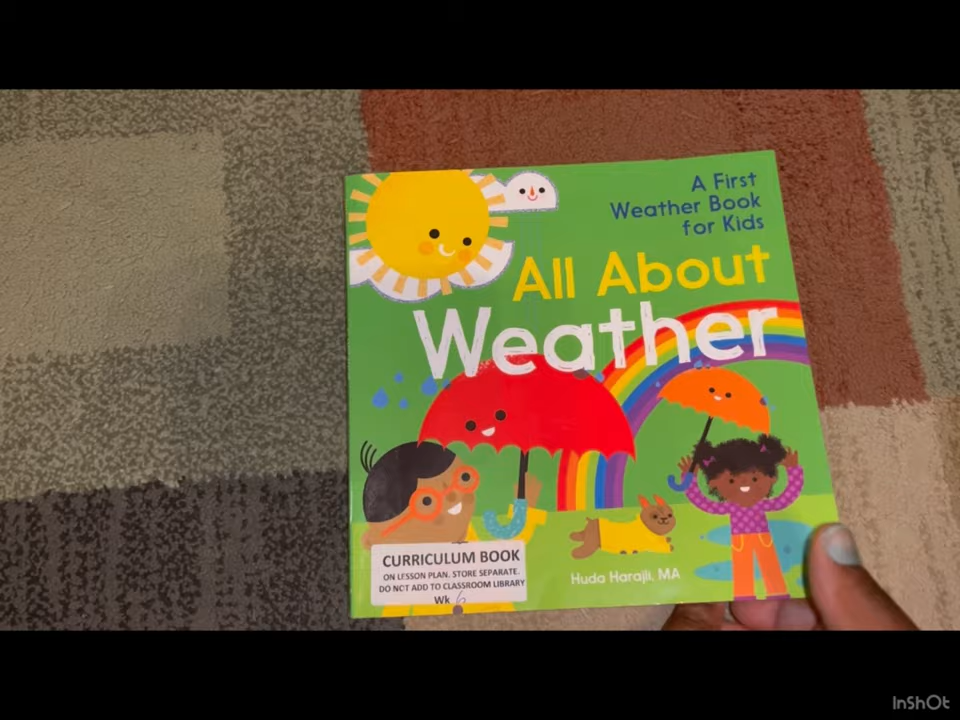 A First
Weather Book
for Kids
All About
Weather
CURRICULUM BOOK
ON LESSON PLAN. STORE SEPARATE.
DO NOT ADD TO CLASSROOM LIBRARY
Wk 6
Huda Harajli, MA
InShOt